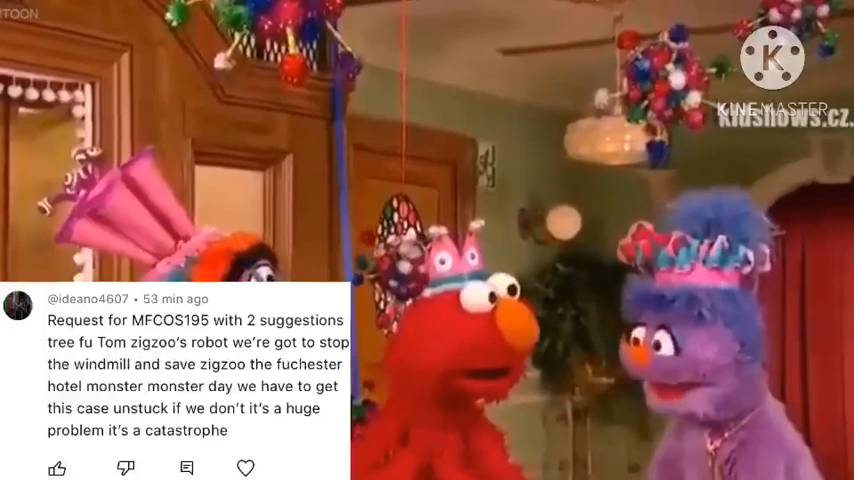 TOON
K
KINEMASTER
kidshows.cz.
@ideano4607 • 53 min ago
Request for MFCOS195 with 2 suggestions
tree fu Tom zigzoo's robot we're got to stop
the windmill and save zigzoo the fuchester
hotel monster monster day we have to get
this case unstuck if we don't it's a huge
problem it's a catastrophe